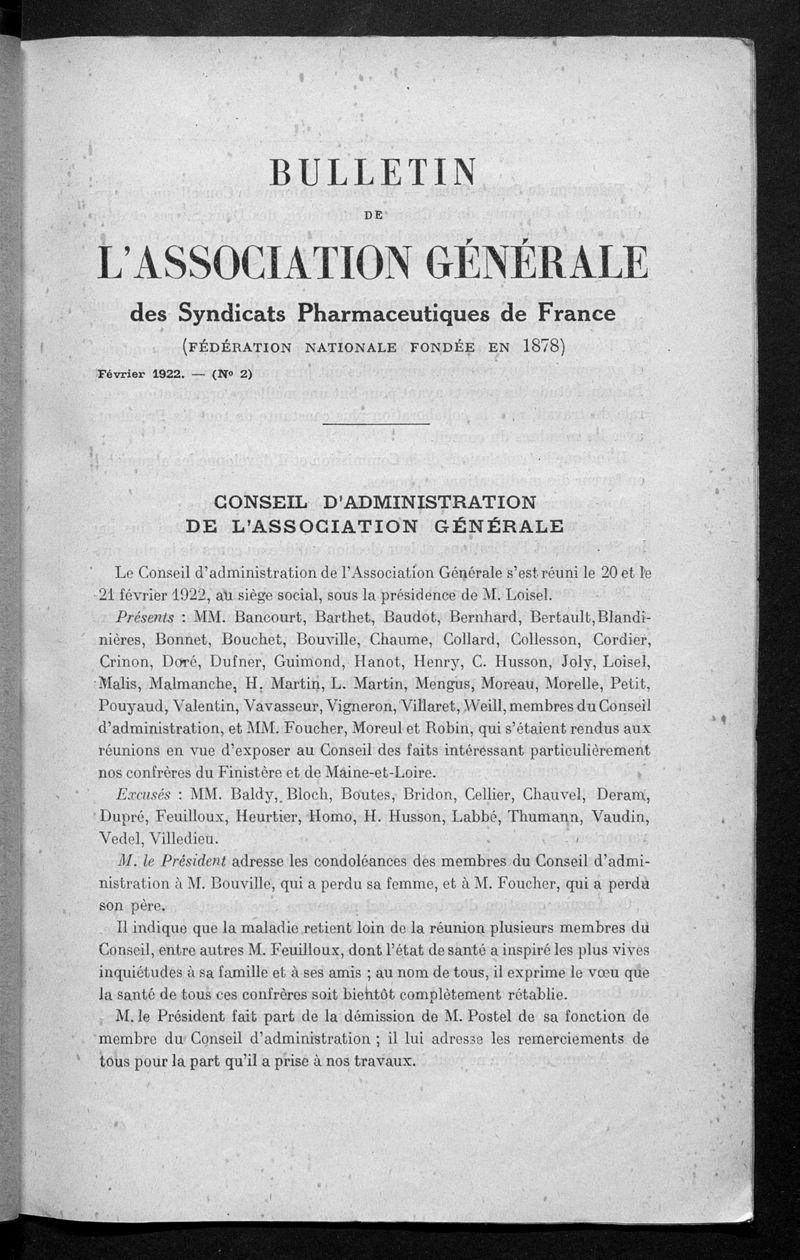 BULLETIN
DE
L'ASSOCIATION GÉNÉRALE
des Syndicats Pharmaceutiques de France
(FÉDÉRATION NATIONALE FONDÉE EN 1878)
Février 1922. — (No 2)
CONSEIL D'ADMINISTRATION
DE L'ASSOCIATION GÉNÉRALE
Le Conseil d'administration de l'Association Générale s'est réuni le 20 et le
21 février 1922, au siège social, sous la présidence de M. Loisel.
Présents : MM. Bancourt, Barthet, Baudot, Bernhard, Bertault, Blandi-
nières, Bonnet, Bouchet, Bouville, Chaume, Collard, Collesson, Cordier,
Crinon, Doré, Dufner, Guimond, Hanot, Henry, C. Husson, Joly, Loisel,
Malis, Malmanche, H. Martin, L. Martin, Mengus, Moreau, Morelle, Petit,
Pouyaud, Valentin, Vavasseur, Vigneron, Villaret, Weill, membres du Conseil
d'administration, et MM. Foucher, Moreul et Robin, qui s'étaient rendus aux
réunions en vue d'exposer au Conseil des faits intéressant particulièrement
nos confrères du Finistère et de Maine-et-Loire.
Excusés : MM. Baldy, Bloch, Boutes, Bridon, Cellier, Chauvel, Deram,
Dupré, Feuilloux, Heurtier, Homo, H. Husson, Labbé, Thumann, Vaudin,
Vedel, Villedieu.
M. le Président adresse les condoléances des membres du Conseil d'admi-
nistration à M. Bouville, qui a perdu sa femme, et à M. Foucher, qui a perdu
son père.
Il indique que la maladie retient loin de la réunion plusieurs membres du
Conseil, entre autres M. Feuilloux, dont l'état de santé a inspiré les plus vives
inquiétudes à sa famille et à ses amis ; au nom de tous, il exprime le vœu que
la santé de tous ces confrères soit bientôt complètement rétablie.
M. le Président fait part de la démission de M. Postel de sa fonction de
membre du Conseil d'administration ; il lui adresse les remerciements de
tous pour la part qu'il a prise à nos travaux.